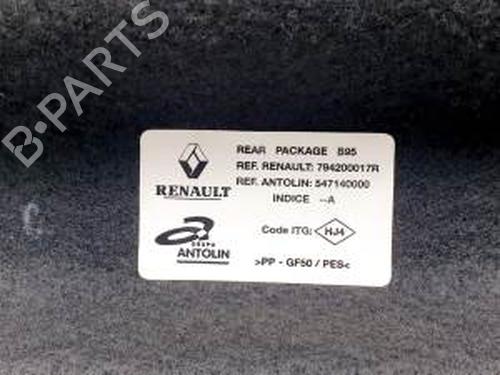 B-PARTS
REAR PACKAGE B95
REF. RENAULT: 794200017R
RENAULT
REF. ANTOLIN: 547140000
INDICE --A
GRUPO
ANTOLIN
Code ITG: HJ4
>PP - GF50 / PES<